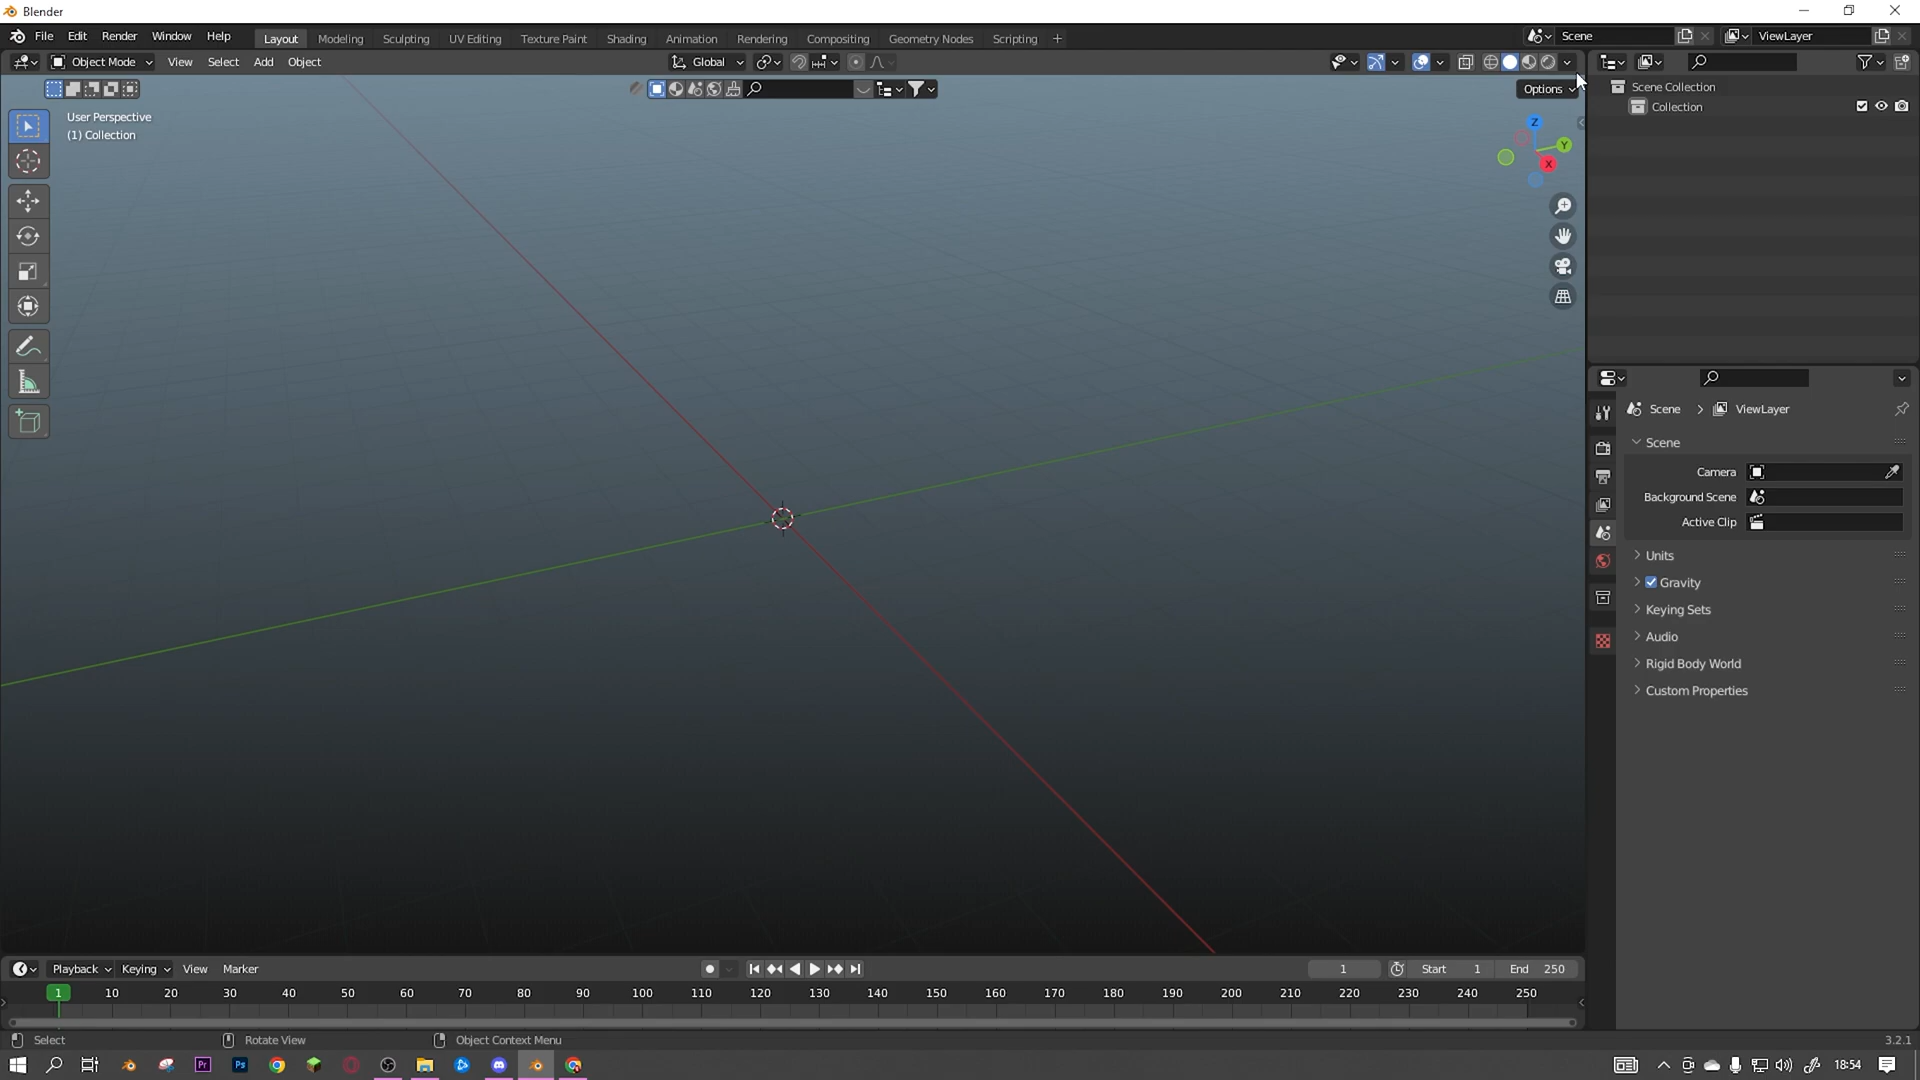 Blender
File Edit Render Window Help Layout Modeling Sculpting UV Editing Texture Paint Shading Animation Rendering Compositing Geometry Nodes Scripting + Scene ViewLayer
Object Mode View Select Add Object Global
Options
User Perspective
(1) Collection
Z
Y
X
Scene Collection
Collection
Scene > ViewLayer
Scene
Camera
Background Scene
Active Clip
Units
Gravity
Keying Sets
Audio
Rigid Body World
Custom Properties
Playback Keying View Marker 1 Start 1 End 250
1 10 20 30 40 50 60 70 80 90 100 110 120 130 140 150 160 170 180 190 200 210 220 230 240 250
Select Rotate View Object Context Menu 3.2.1
Pr Ps 18:54